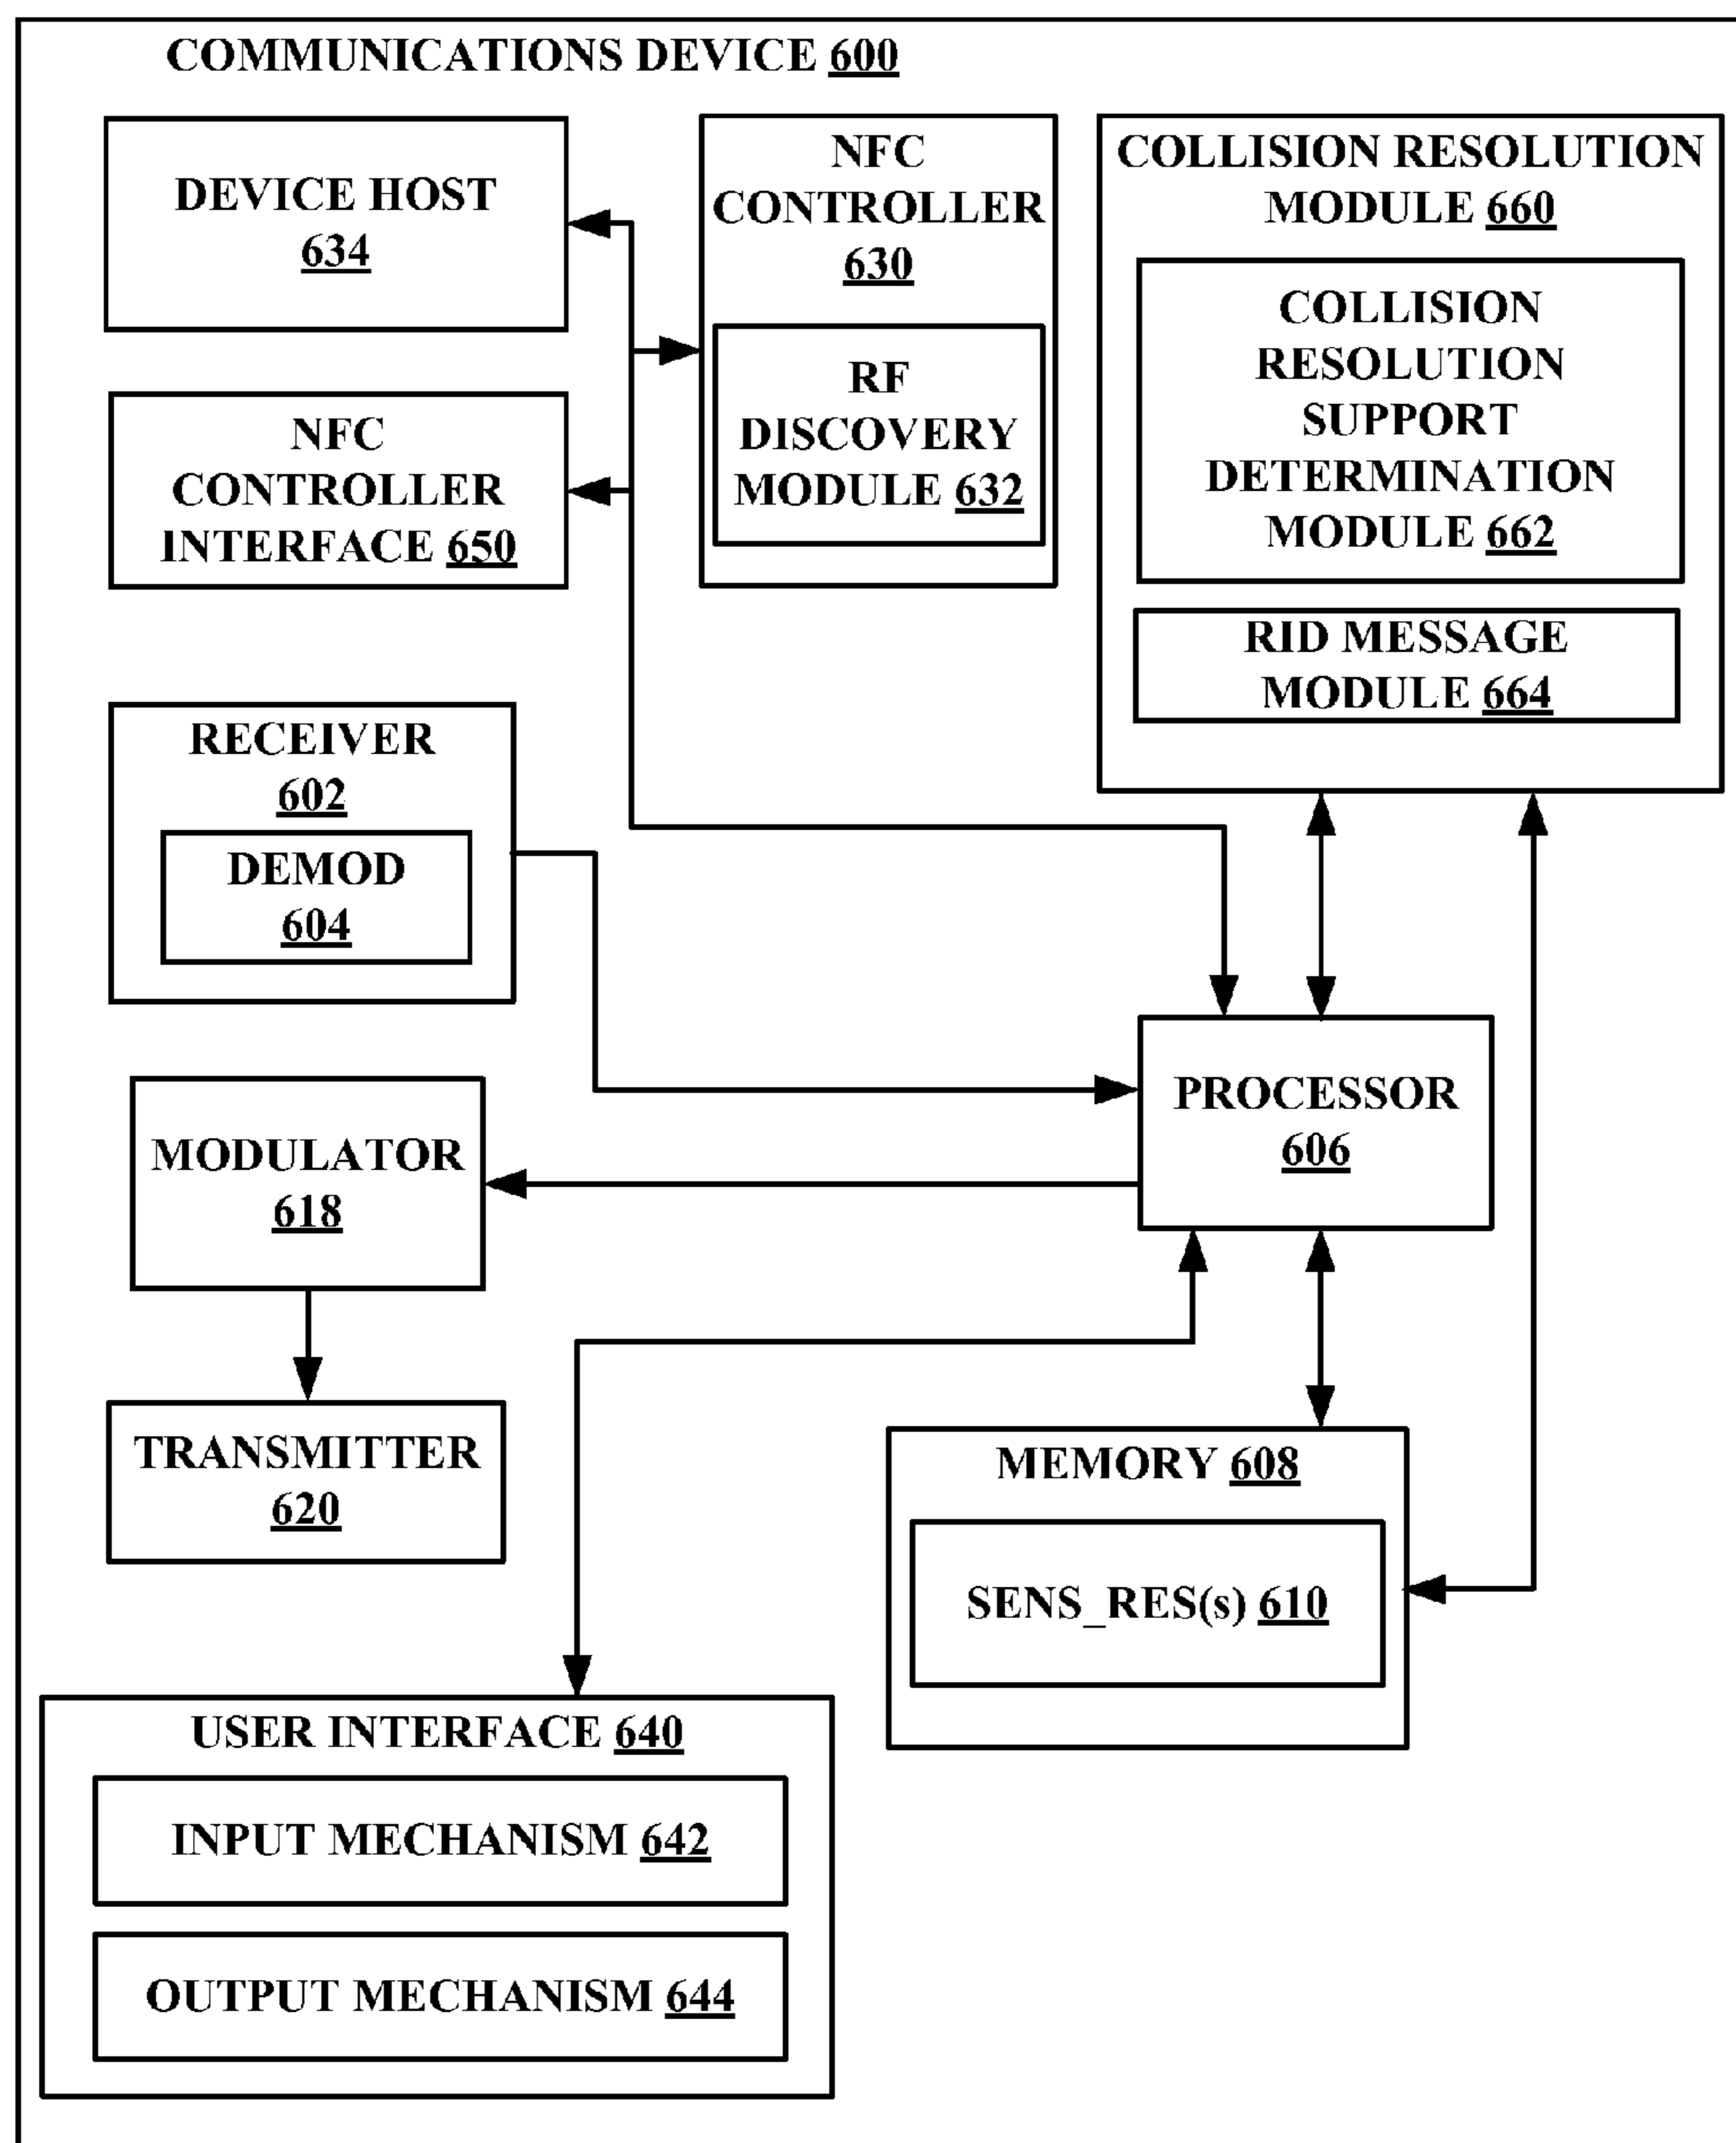 COMMUNICATIONS DEVICE 600
DEVICE HOST
634
NFC
CONTROLLER
630
RF
DISCOVERY
MODULE 632
COLLISION RESOLUTION
MODULE 660
COLLISION
RESOLUTION
SUPPORT
DETERMINATION
MODULE 662
RID MESSAGE
MODULE 664
NFC
CONTROLLER
INTERFACE 650
RECEIVER
602
DEMOD
604
PROCESSOR
606
MODULATOR
618
TRANSMITTER
620
MEMORY 608
SENS_RES(s) 610
USER INTERFACE 640
INPUT MECHANISM 642
OUTPUT MECHANISM 644